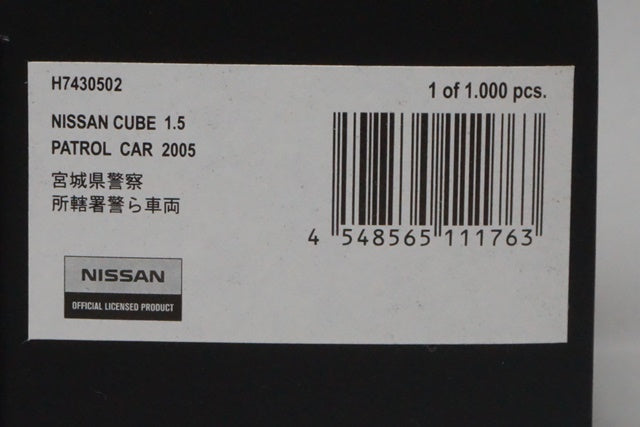 H7430502
1 of 1.000 pcs.
NISSAN CUBE 1.5
PATROL CAR 2005
宮城県警察
所轄署警ら車両
4 548565 111763
NISSAN
OFFICIAL LICENSED PRODUCT